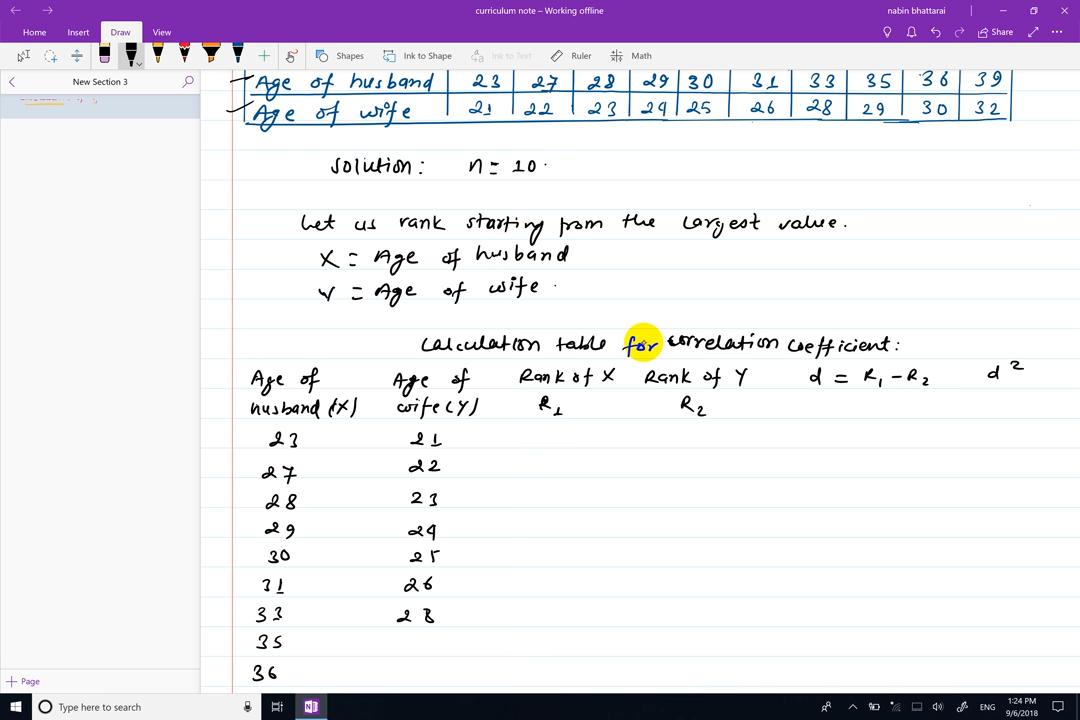 curriculum note – Working offline
nabin bhattarai
Home Insert Draw View
Share
Shapes Ink to Shape Ink to Text Ruler Math
New Section 3
Age of husband 23 27 28 29 30 31 33 35 36 39
Age of wife 21 22 23 24 25 26 28 29 30 32
Solution: n = 10.
Let us rank starting from the largest value.
X = Age of husband
Y = Age of wife.
Calculation table for correlation coefficient:
Age of husband (X) Age of wife (Y) Rank of X R₁ Rank of Y R₂ d = R₁ - R₂ d²
23 21
27 22
28 23
29 24
30 25
31 26
33 28
35
36
+ Page
Type here to search
ENG
1:24 PM
9/6/2018